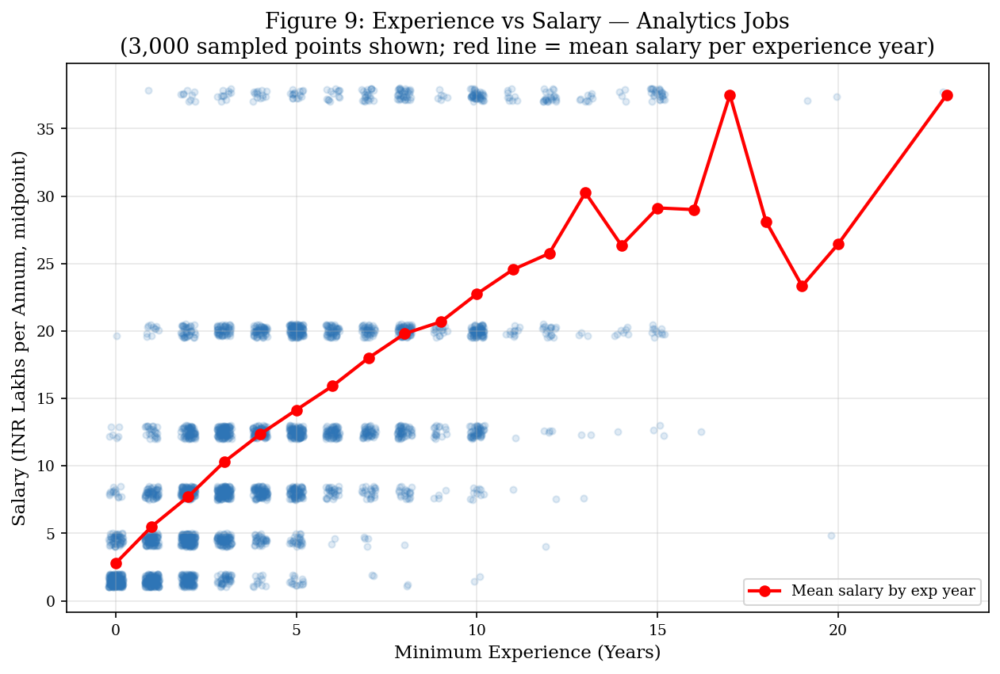 Figure 9: Experience vs Salary — Analytics Jobs
(3,000 sampled points shown; red line = mean salary per experience year)
Salary (INR Lakhs per Annum, midpoint)
35
30
25
20
15
10
5
0
Mean salary by exp year
0 5 10 15 20
Minimum Experience (Years)